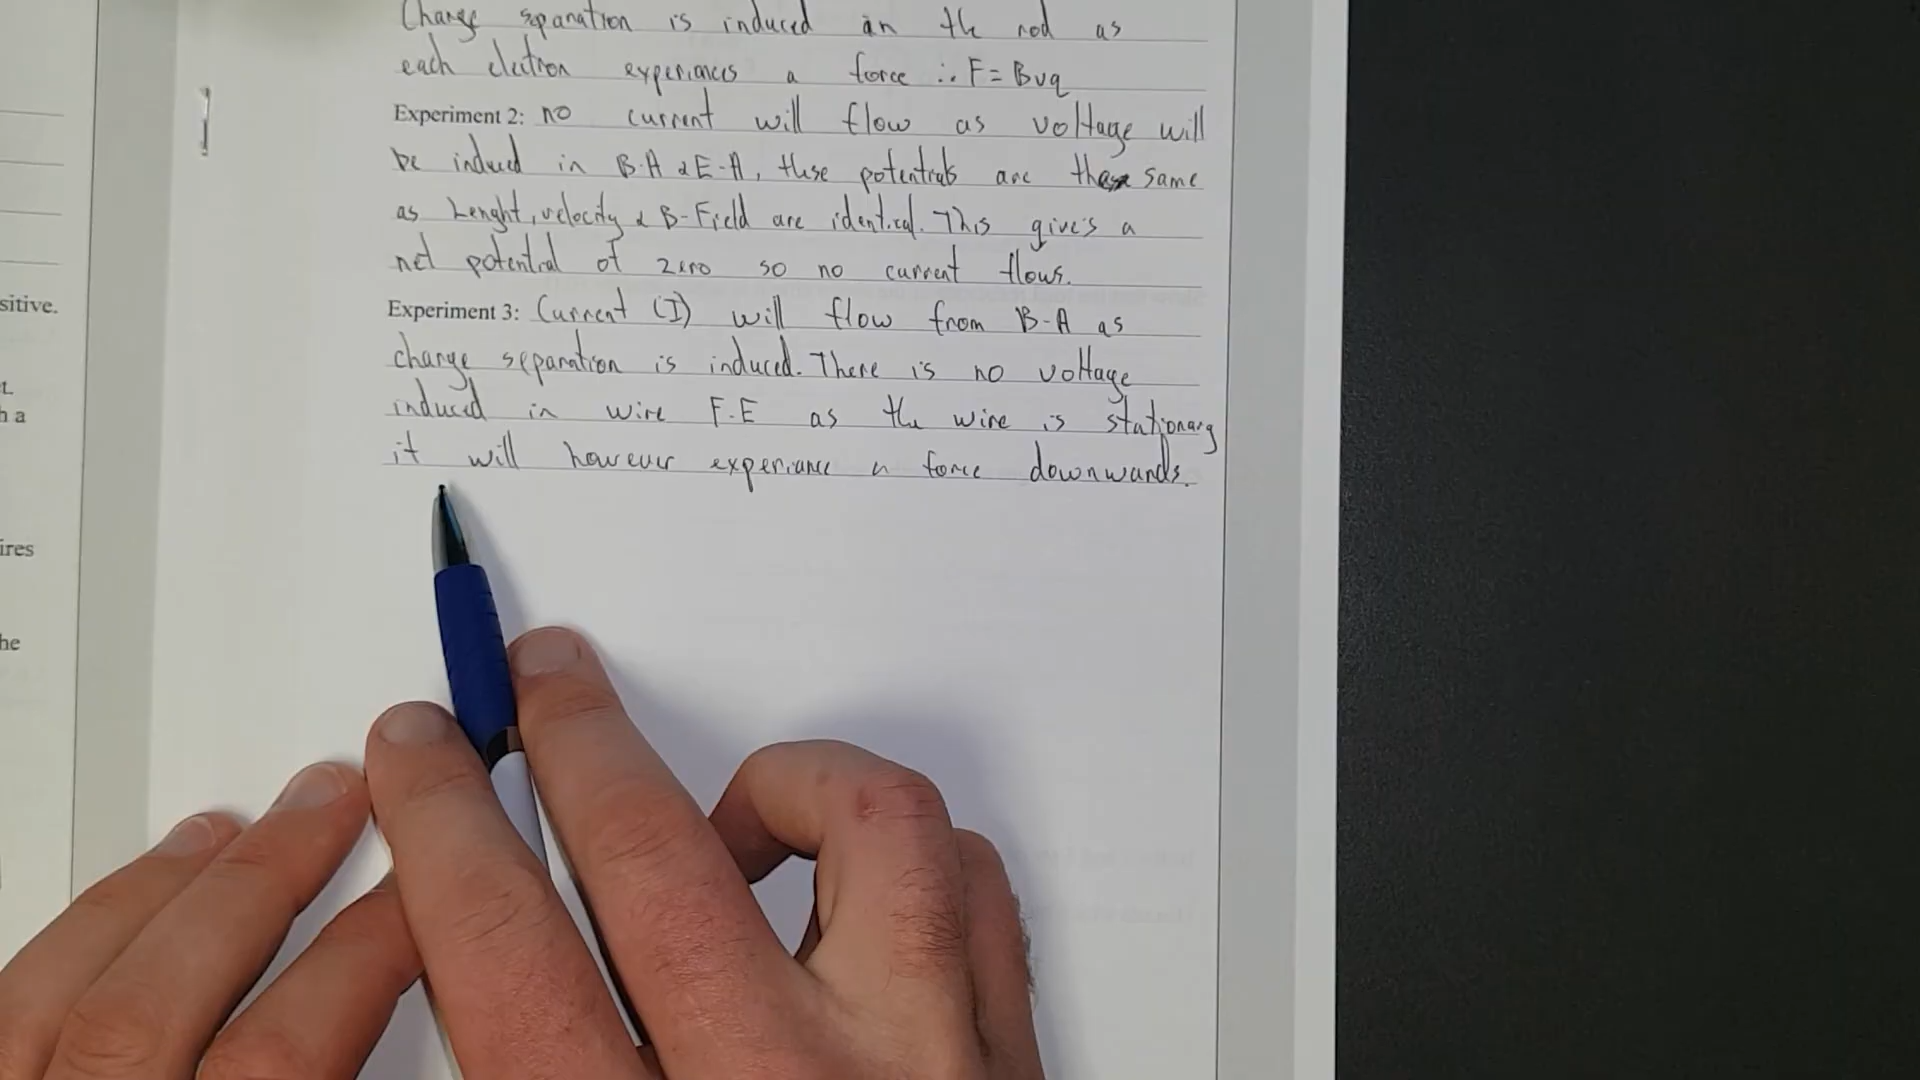 Charge separation is induced in the rod as
each electron experiances a force ∴ F = Bvq
Experiment 2: no current will flow as voltage will
be induced in B-A & E-A, these potentials are the same
as Lenght, velocity & B-Field are identical. This give's a
net potential of zero so no current flows.
Experiment 3: Current (I) will flow from B-A as
charge separation is induced. There is no voltage
induced in wire F-E as the wire is stationary
it will however experiance a force downwards.
sitive.
t.
h a
ires
he